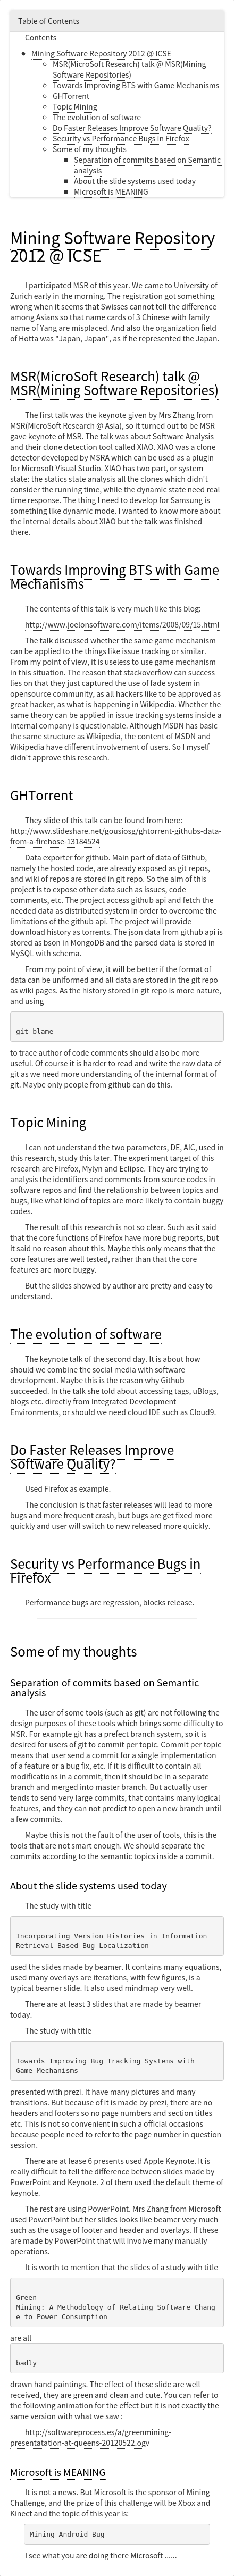 Table of Contents
Contents
Mining Software Repository 2012 @ ICSE
MSR(MicroSoft Research) talk @ MSR(Mining
Software Repositories)
Towards Improving BTS with Game Mechanisms
GHTorrent
Topic Mining
The evolution of software
Do Faster Releases Improve Software Quality?
Security vs Performance Bugs in Firefox
Some of my thoughts
Separation of commits based on Semantic
analysis
About the slide systems used today
Microsoft is MEANING
Mining Software Repository
2012 @ ICSE
I participated MSR of this year. We came to University of
Zurich early in the morning. The registration got something
wrong when it seems that Swisses cannot tell the difference
among Asians so that name cards of 3 Chinese with family
name of Yang are misplaced. And also the organization field
of Hotta was "Japan, Japan", as if he represented the Japan.
MSR(MicroSoft Research) talk @
MSR(Mining Software Repositories)
The first talk was the keynote given by Mrs Zhang from
MSR(MicroSoft Research @ Asia), so it turned out to be MSR
gave keynote of MSR. The talk was about Software Analysis
and their clone detection tool called XIAO. XIAO was a clone
detector developed by MSRA which can be used as a plugin
for Microsoft Visual Studio. XIAO has two part, or system
state: the statics state analysis all the clones which didn't
consider the running time, while the dynamic state need real
time response. The thing I need to develop for Samsung is
something like dynamic mode. I wanted to know more about
the internal details about XIAO but the talk was finished
there.
Towards Improving BTS with Game
Mechanisms
The contents of this talk is very much like this blog:
http://www.joelonsoftware.com/items/2008/09/15.html
The talk discussed whether the same game mechanism
can be applied to the things like issue tracking or similar.
From my point of view, it is useless to use game mechanism
in this situation. The reason that stackoverflow can success
lies on that they just captured the use of fade system in
opensource community, as all hackers like to be approved as
great hacker, as what is happening in Wikipedia. Whether the
same theory can be applied in issue tracking systems inside a
internal company is questionable. Although MSDN has basic
the same structure as Wikipedia, the content of MSDN and
Wikipedia have different involvement of users. So I myself
didn't approve this research.
GHTorrent
They slide of this talk can be found from here:
http://www.slideshare.net/gousiosg/ghtorrent-githubs-data-
from-a-firehose-13184524
Data exporter for github. Main part of data of Github,
namely the hosted code, are already exposed as git repos,
and wiki of repos are stored in git repo. So the aim of this
project is to expose other data such as issues, code
comments, etc. The project access github api and fetch the
needed data as distributed system in order to overcome the
limitations of the github api. The project will provide
download history as torrents. The json data from github api is
stored as bson in MongoDB and the parsed data is stored in
MySQL with schema.
From my point of view, it will be better if the format of
data can be uniformed and all data are stored in the git repo
as wiki pages. As the history stored in git repo is more nature,
and using
git blame
to trace author of code comments should also be more
useful. Of course it is harder to read and write the raw data of
git as we need more understanding of the internal format of
git. Maybe only people from github can do this.
Topic Mining
I can not understand the two parameters, DE, AIC, used in
this research, study this later. The experiment target of this
research are Firefox, Mylyn and Eclipse. They are trying to
analysis the identifiers and comments from source codes in
software repos and find the relationship between topics and
bugs, like what kind of topics are more likely to contain buggy
codes.
The result of this research is not so clear. Such as it said
that the core functions of Firefox have more bug reports, but
it said no reason about this. Maybe this only means that the
core features are well tested, rather than that the core
features are more buggy.
But the slides showed by author are pretty and easy to
understand.
The evolution of software
The keynote talk of the second day. It is about how
should we combine the social media with software
development. Maybe this is the reason why Github
succeeded. In the talk she told about accessing tags, uBlogs,
blogs etc. directly from Integrated Development
Environments, or should we need cloud IDE such as Cloud9.
Do Faster Releases Improve
Software Quality?
Used Firefox as example.
The conclusion is that faster releases will lead to more
bugs and more frequent crash, but bugs are get fixed more
quickly and user will switch to new released more quickly.
Security vs Performance Bugs in
Firefox
Performance bugs are regression, blocks release.
Some of my thoughts
Separation of commits based on Semantic
analysis
The user of some tools (such as git) are not following the
design purposes of these tools which brings some difficulty to
MSR. For example git has a prefect branch system, so it is
desired for users of git to commit per topic. Commit per topic
means that user send a commit for a single implementation
of a feature or a bug fix, etc. If it is difficult to contain all
modifications in a commit, then it should be in a separate
branch and merged into master branch. But actually user
tends to send very large commits, that contains many logical
features, and they can not predict to open a new branch until
a few commits.
Maybe this is not the fault of the user of tools, this is the
tools that are not smart enough. We should separate the
commits according to the semantic topics inside a commit.
About the slide systems used today
The study with title
Incorporating Version Histories in Information
Retrieval Based Bug Localization
used the slides made by beamer. It contains many equations,
used many overlays are iterations, with few figures, is a
typical beamer slide. It also used mindmap very well.
There are at least 3 slides that are made by beamer
today.
The study with title
Towards Improving Bug Tracking Systems with
Game Mechanisms
presented with prezi. It have many pictures and many
transitions. But because of it is made by prezi, there are no
headers and footers so no page numbers and section titles
etc. This is not so convenient in such a official occasions
because people need to refer to the page number in question
session.
There are at lease 6 presents used Apple Keynote. It is
really difficult to tell the difference between slides made by
PowerPoint and Keynote. 2 of them used the default theme of
keynote.
The rest are using PowerPoint. Mrs Zhang from Microsoft
used PowerPoint but her slides looks like beamer very much
such as the usage of footer and header and overlays. If these
are made by PowerPoint that will involve many manually
operations.
It is worth to mention that the slides of a study with title
Green
Mining: A Methodology of Relating Software Chang
e to Power Consumption
are all
badly
drawn hand paintings. The effect of these slide are well
received, they are green and clean and cute. You can refer to
the following animation for the effect but it is not exactly the
same version with what we saw :
http://softwareprocess.es/a/greenmining-
presentatation-at-queens-20120522.ogv
Microsoft is MEANING
It is not a news. But Microsoft is the sponsor of Mining
Challenge, and the prize of this challenge will be Xbox and
Kinect and the topic of this year is:
Mining Android Bug
I see what you are doing there Microsoft ......